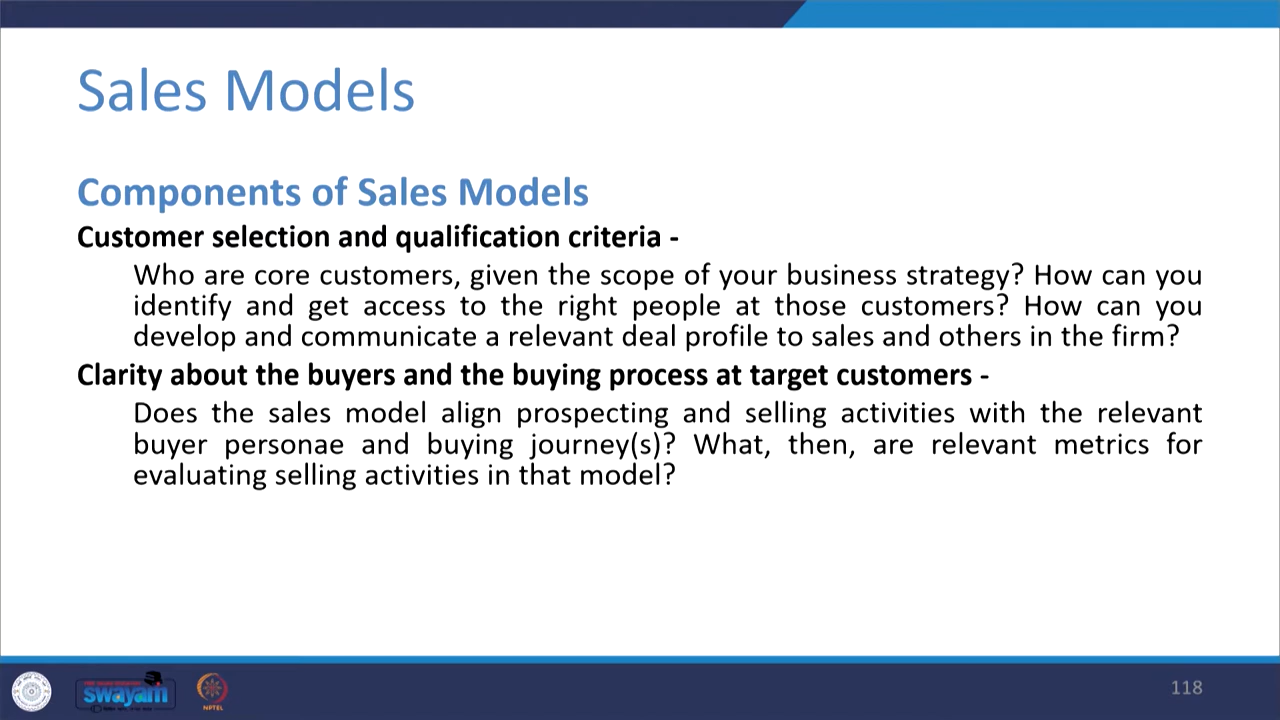 Sales Models
Components of Sales Models
Customer selection and qualification criteria -
Who are core customers, given the scope of your business strategy? How can you
identify and get access to the right people at those customers? How can you
develop and communicate a relevant deal profile to sales and others in the firm?
Clarity about the buyers and the buying process at target customers -
Does the sales model align prospecting and selling activities with the relevant
buyer personae and buying journey(s)? What, then, are relevant metrics for
evaluating selling activities in that model?
swayam
NPTEL
118